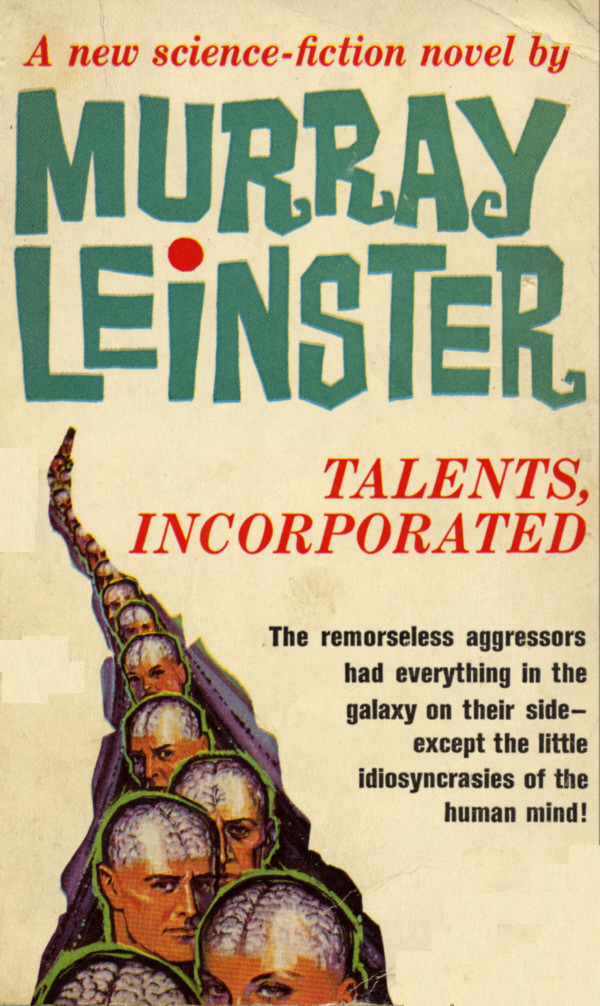 A new science-fiction novel by
MURRAY
LEiNSTER
TALENTS,
INCORPORATED
The remorseless aggressors
had everything in the
galaxy on their side—
except the little
idiosyncrasies of the
human mind!